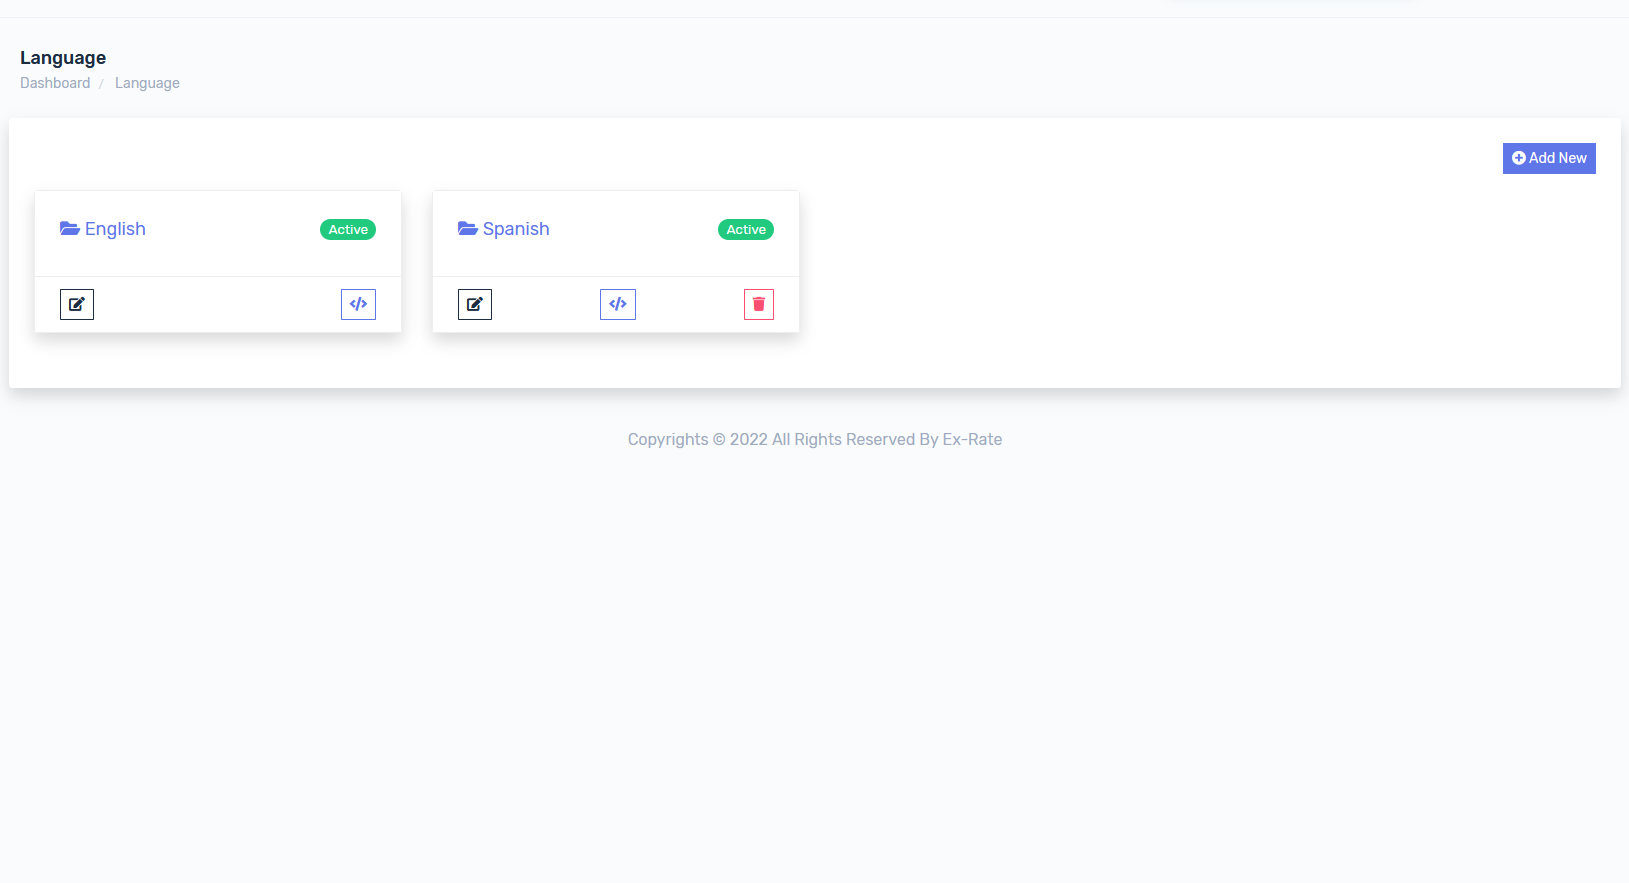 Language
Dashboard / Language
Add New
English Active
Spanish Active
Copyrights © 2022 All Rights Reserved By Ex-Rate